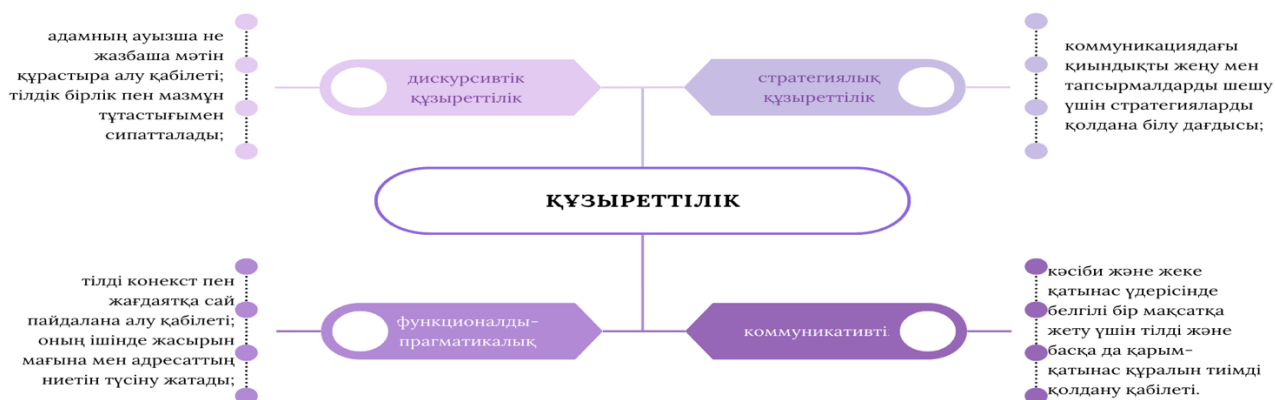 адамның ауызша не
жазбаша мәтін
құрастыра алу қабілеті;
тілдік бірлік пен мазмұн
тұтастығымен
сипатталады;
дискурсивтік
құзыреттілік
стратегиялық
құзыреттілік
коммуникациядағы
қиындықты жеңу мен
тапсырмалдарды шешу
үшін стратегияларды
қолдана білу дағдысы;
ҚҰЗЫРЕТТІЛІК
тілді конекст пен
жағдаятқа сай
пайдалана алу қабілеті;
оның ішінде жасырын
мағына мен адресаттың
ниетін түсіну жатады;
функционалды-
прагматикалық
коммуникативті
кәсіби және жеке
қатынас үдерісінде
белгілі бір мақсатқа
жету үшін тілді және
басқа да қарым-
қатынас құралын тиімді
қолдану қабілеті.